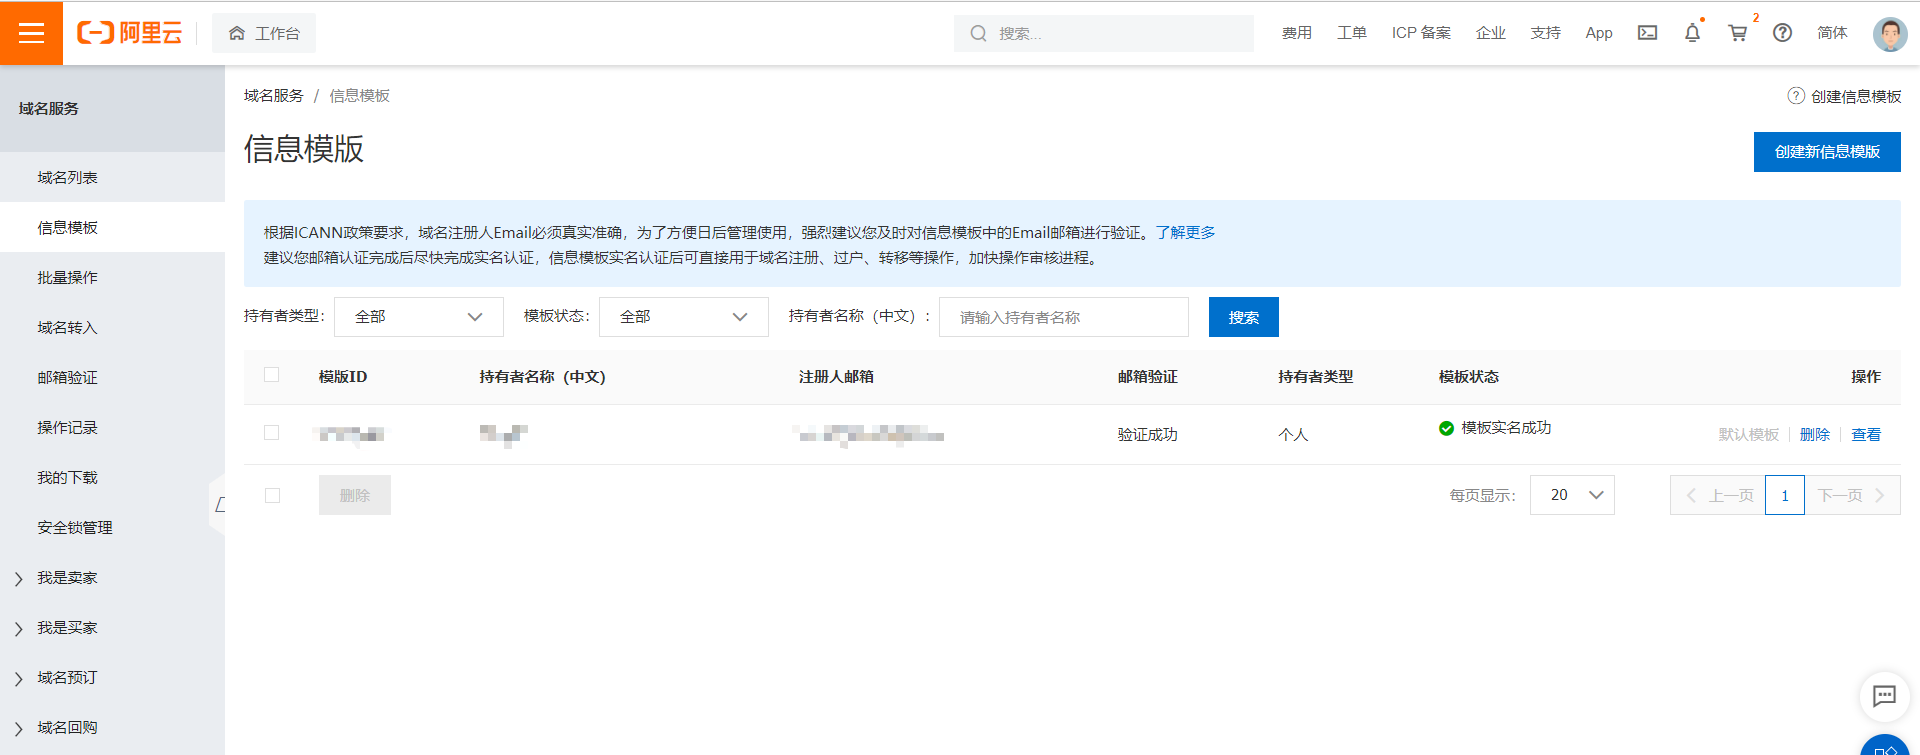 阿里云
工作台
搜索...
费用
工单
ICP 备案
企业
支持
App
2
简体
域名服务
域名列表
信息模板
批量操作
域名转入
邮箱验证
操作记录
我的下载
安全锁管理
我是卖家
我是买家
域名预订
域名回购
域名服务 / 信息模板
创建信息模板
信息模版
创建新信息模版
根据ICANN政策要求，域名注册人Email必须真实准确，为了方便日后管理使用，强烈建议您及时对信息模板中的Email邮箱进行验证。了解更多
建议您邮箱认证完成后尽快完成实名认证，信息模板实名认证后可直接用于域名注册、过户、转移等操作，加快操作审核进程。
持有者类型： 全部 模板状态： 全部 持有者名称（中文）： 请输入持有者名称 搜索
模版ID 持有者名称（中文） 注册人邮箱 邮箱验证 持有者类型 模板状态 操作
验证成功 个人 模板实名成功 默认模板 删除 查看
删除 每页显示： 20 上一页 1 下一页